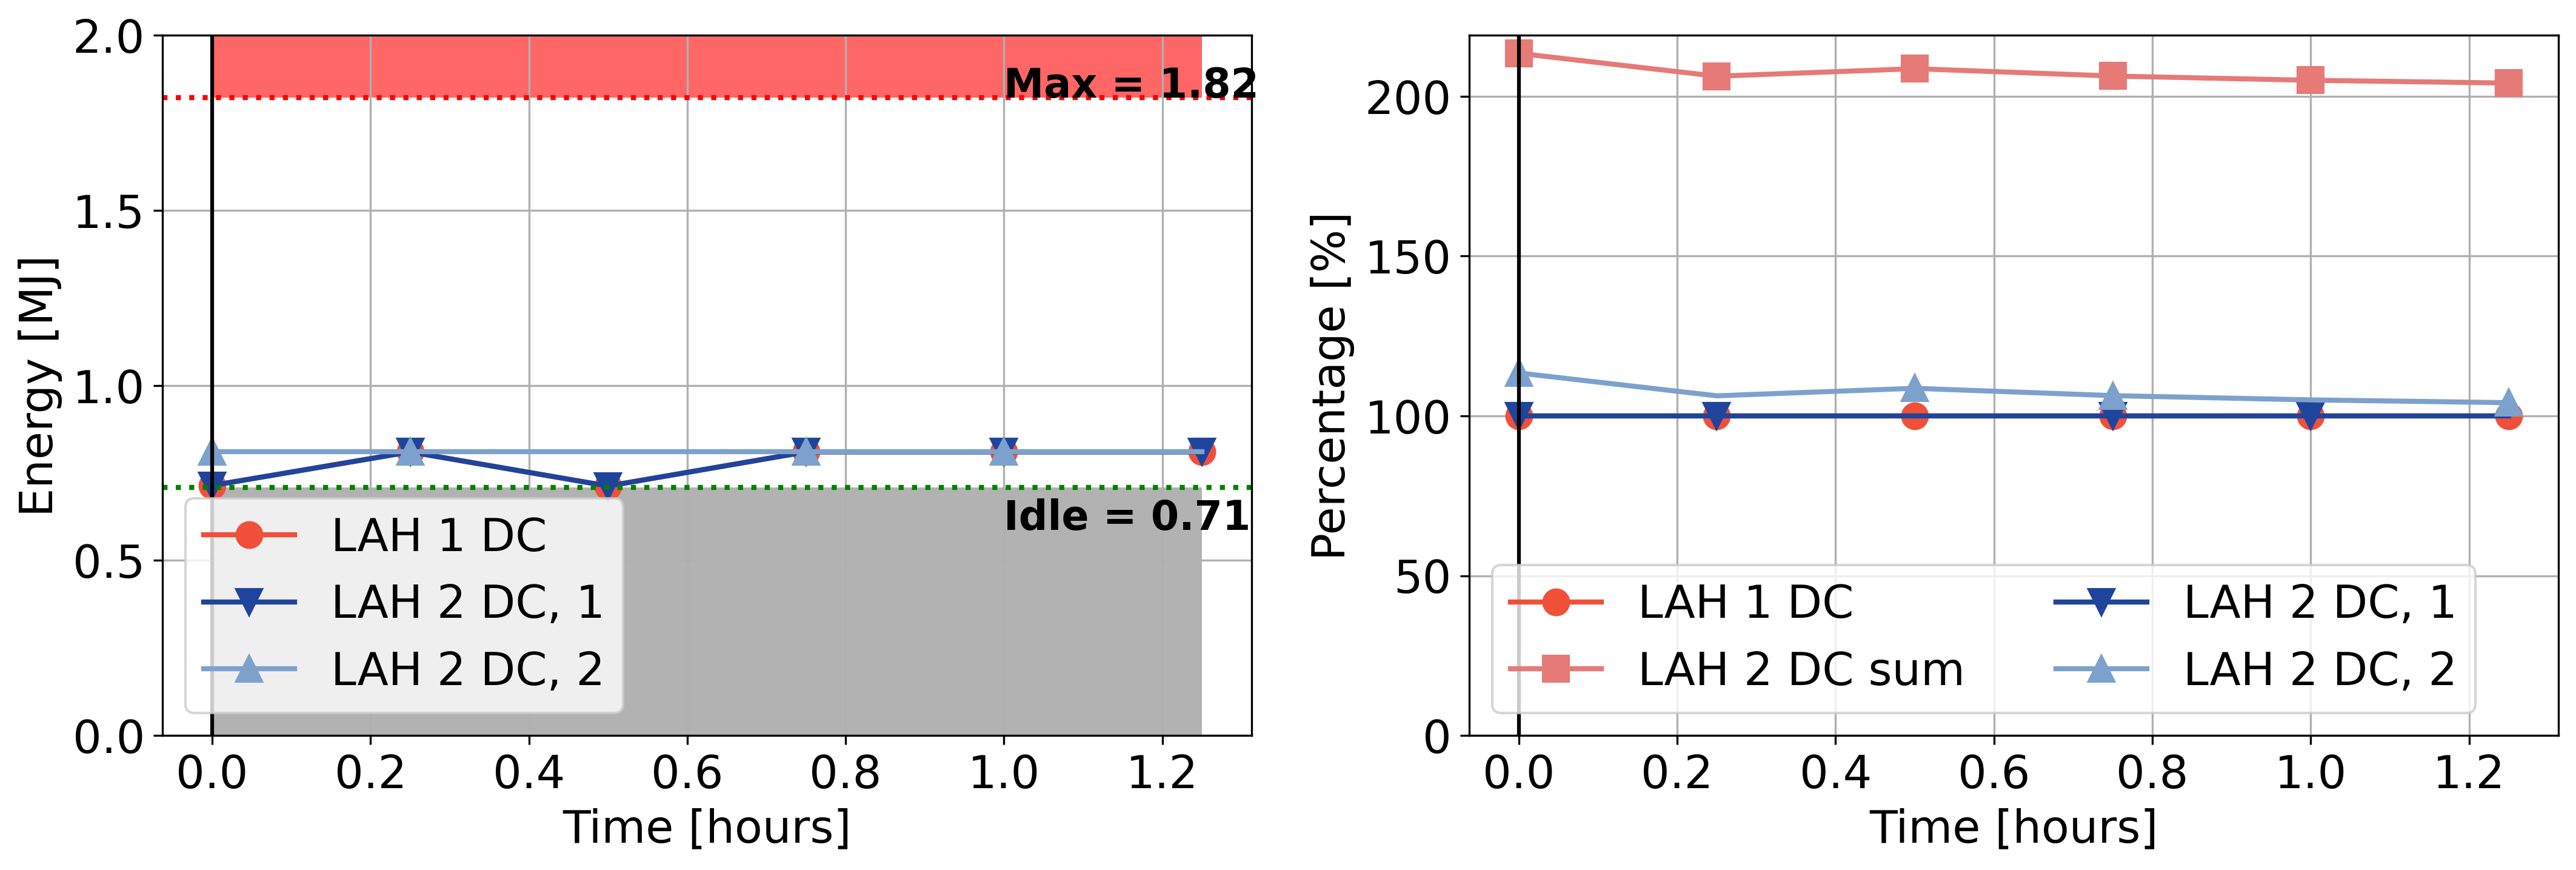 2.0
1.5
1.0
0.5
0.0
Energy [MJ]
Max = 1.82
Idle = 0.71
LAH 1 DC
LAH 2 DC, 1
LAH 2 DC, 2
0.0 0.2 0.4 0.6 0.8 1.0 1.2
Time [hours]
200
150
100
50
0
Percentage [%]
LAH 1 DC
LAH 2 DC sum
LAH 2 DC, 1
LAH 2 DC, 2
0.0 0.2 0.4 0.6 0.8 1.0 1.2
Time [hours]